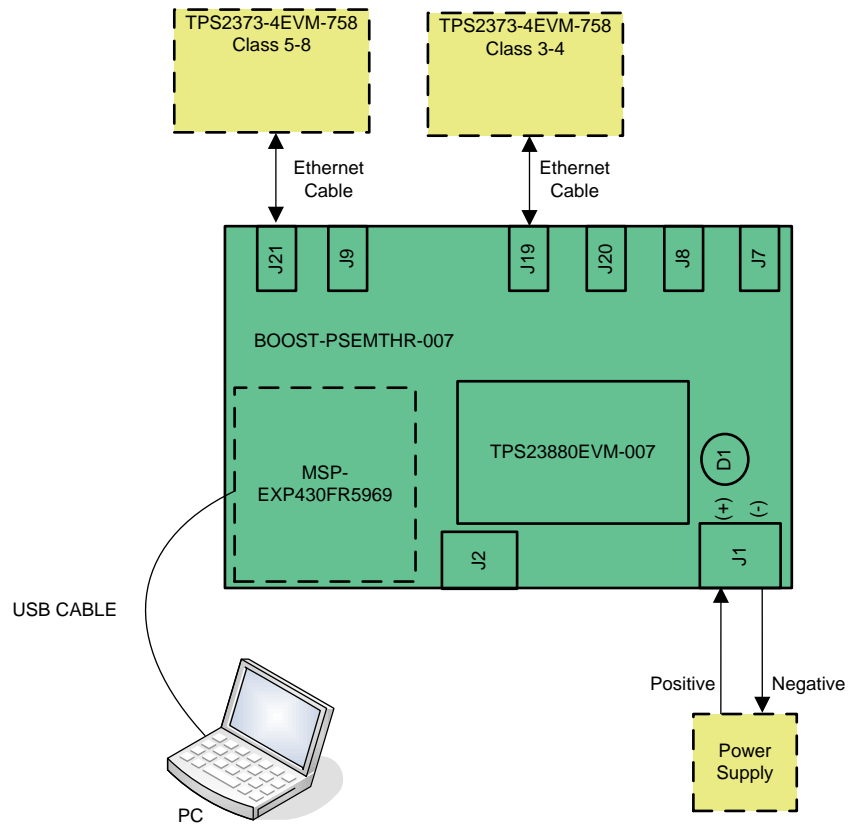 TPS2373-4EVM-758
Class 5-8
TPS2373-4EVM-758
Class 3-4
Ethernet
Cable
Ethernet
Cable
J21
J9
J19
J20
J8
J7
BOOST-PSEMTHR-007
MSP-
EXP430FR5969
TPS23880EVM-007
D1
(+)
(-)
J2
J1
USB CABLE
Positive
Negative
Power
Supply
PC